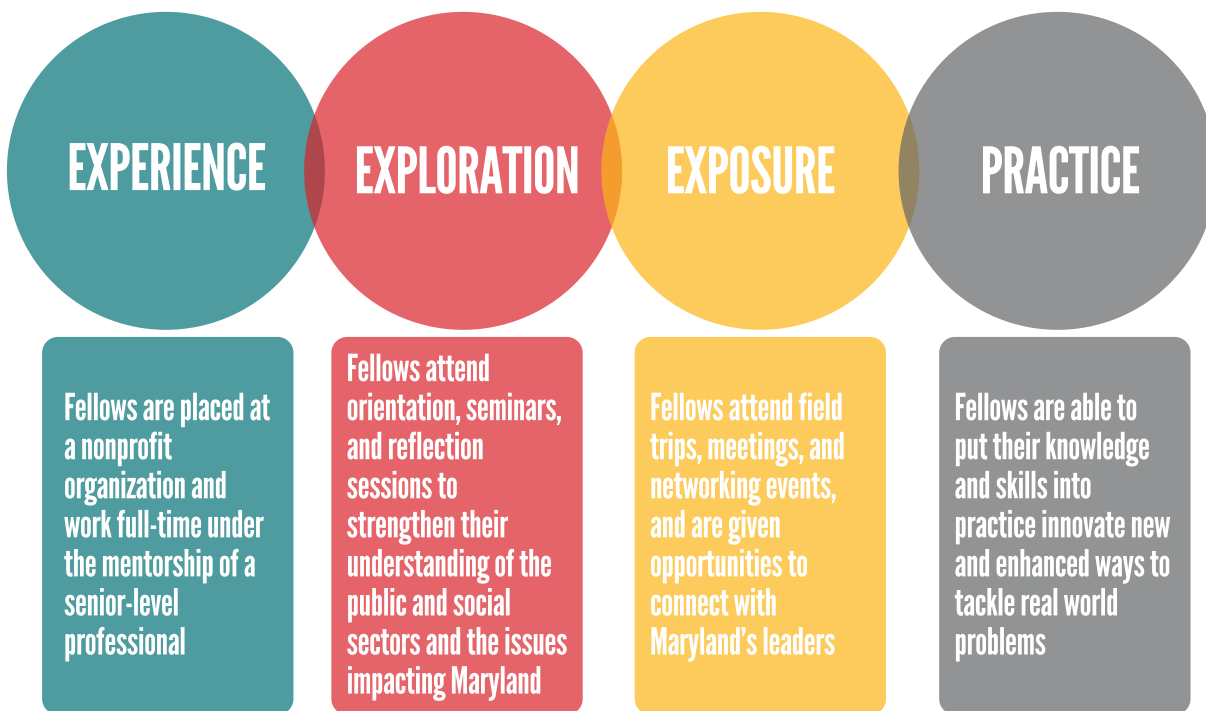 EXPERIENCE
EXPLORATION
EXPOSURE
PRACTICE
Fellows are placed at
a nonprofit
organization and
work full-time under
the mentorship of a
senior-level
professional
Fellows attend
orientation, seminars,
and reflection
sessions to
strengthen their
understanding of the
public and social
sectors and the issues
impacting Maryland
Fellows attend field
trips, meetings, and
networking events,
and are given
opportunities to
connect with
Maryland's leaders
Fellows are able to
put their knowledge
and skills into
practice innovate new
and enhanced ways to
tackle real world
problems